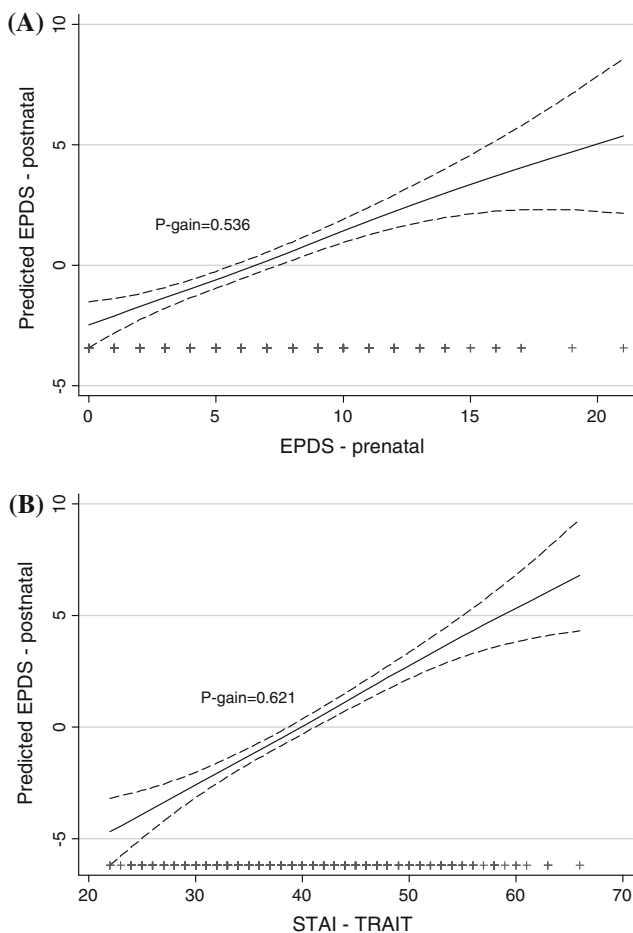 (A)
10
5
0
-5
Predicted EPDS - postnatal
P-gain=0.536
0 5 10 15 20
EPDS - prenatal
(B)
10
5
0
-5
Predicted EPDS - postnatal
P-gain=0.621
20 30 40 50 60 70
STAI - TRAIT